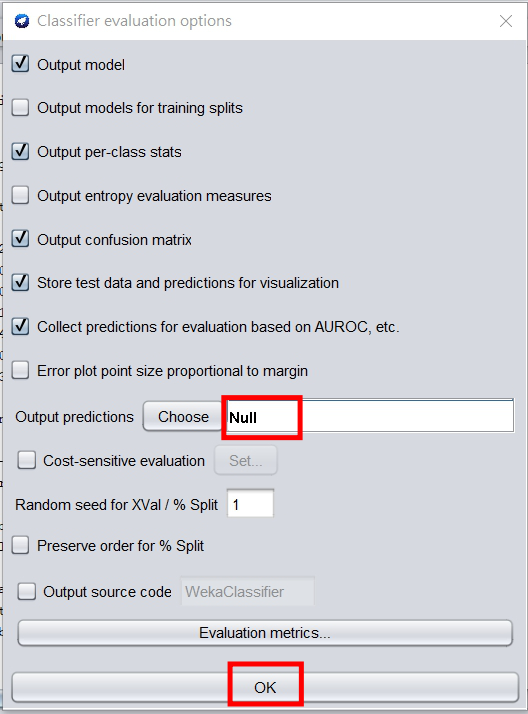 Classifier evaluation options
Output model
Output models for training splits
Output per-class stats
Output entropy evaluation measures
Output confusion matrix
Store test data and predictions for visualization
Collect predictions for evaluation based on AUROC, etc.
Error plot point size proportional to margin
Output predictions Choose Null
Cost-sensitive evaluation Set...
Random seed for XVal / % Split 1
Preserve order for % Split
Output source code WekaClassifier
Evaluation metrics...
OK